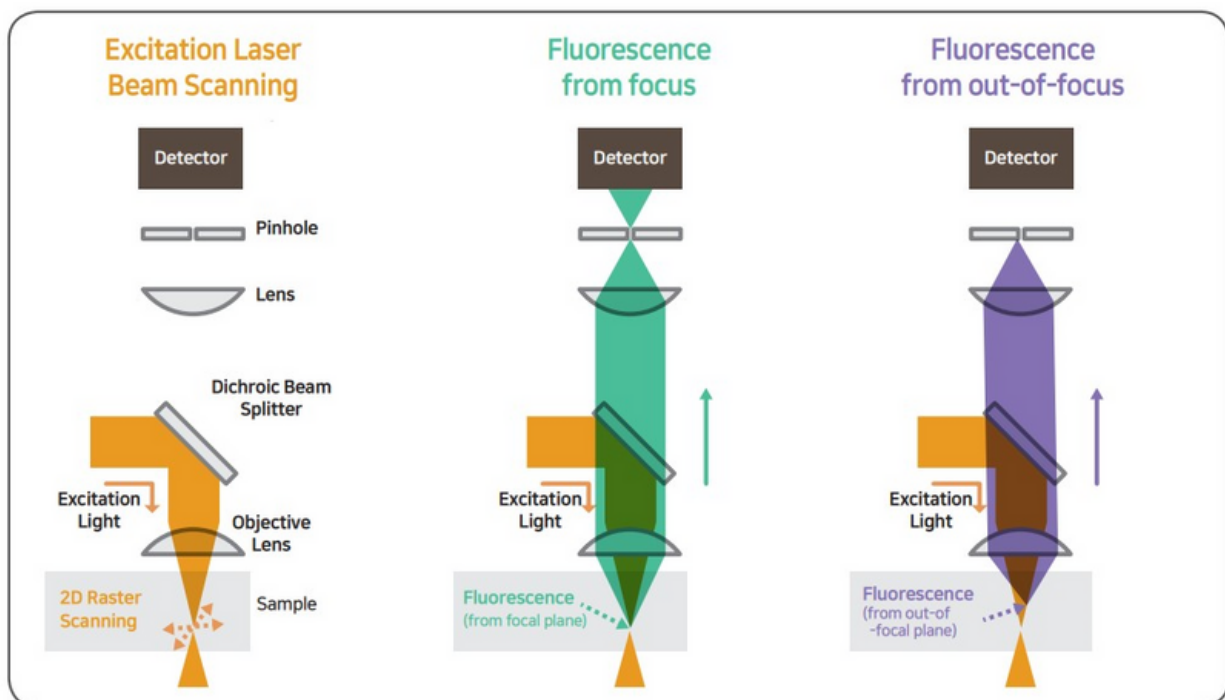 Excitation Laser
Beam Scanning
Detector
Pinhole
Lens
Dichroic Beam
Splitter
Excitation
Light
Objective
Lens
2D Raster
Scanning
Sample
Fluorescence
from focus
Detector
Excitation
Light
Fluorescence
(from focal plane)
Fluorescence
from out-of-focus
Detector
Excitation
Light
Fluorescence
(from out-of
-focal plane)